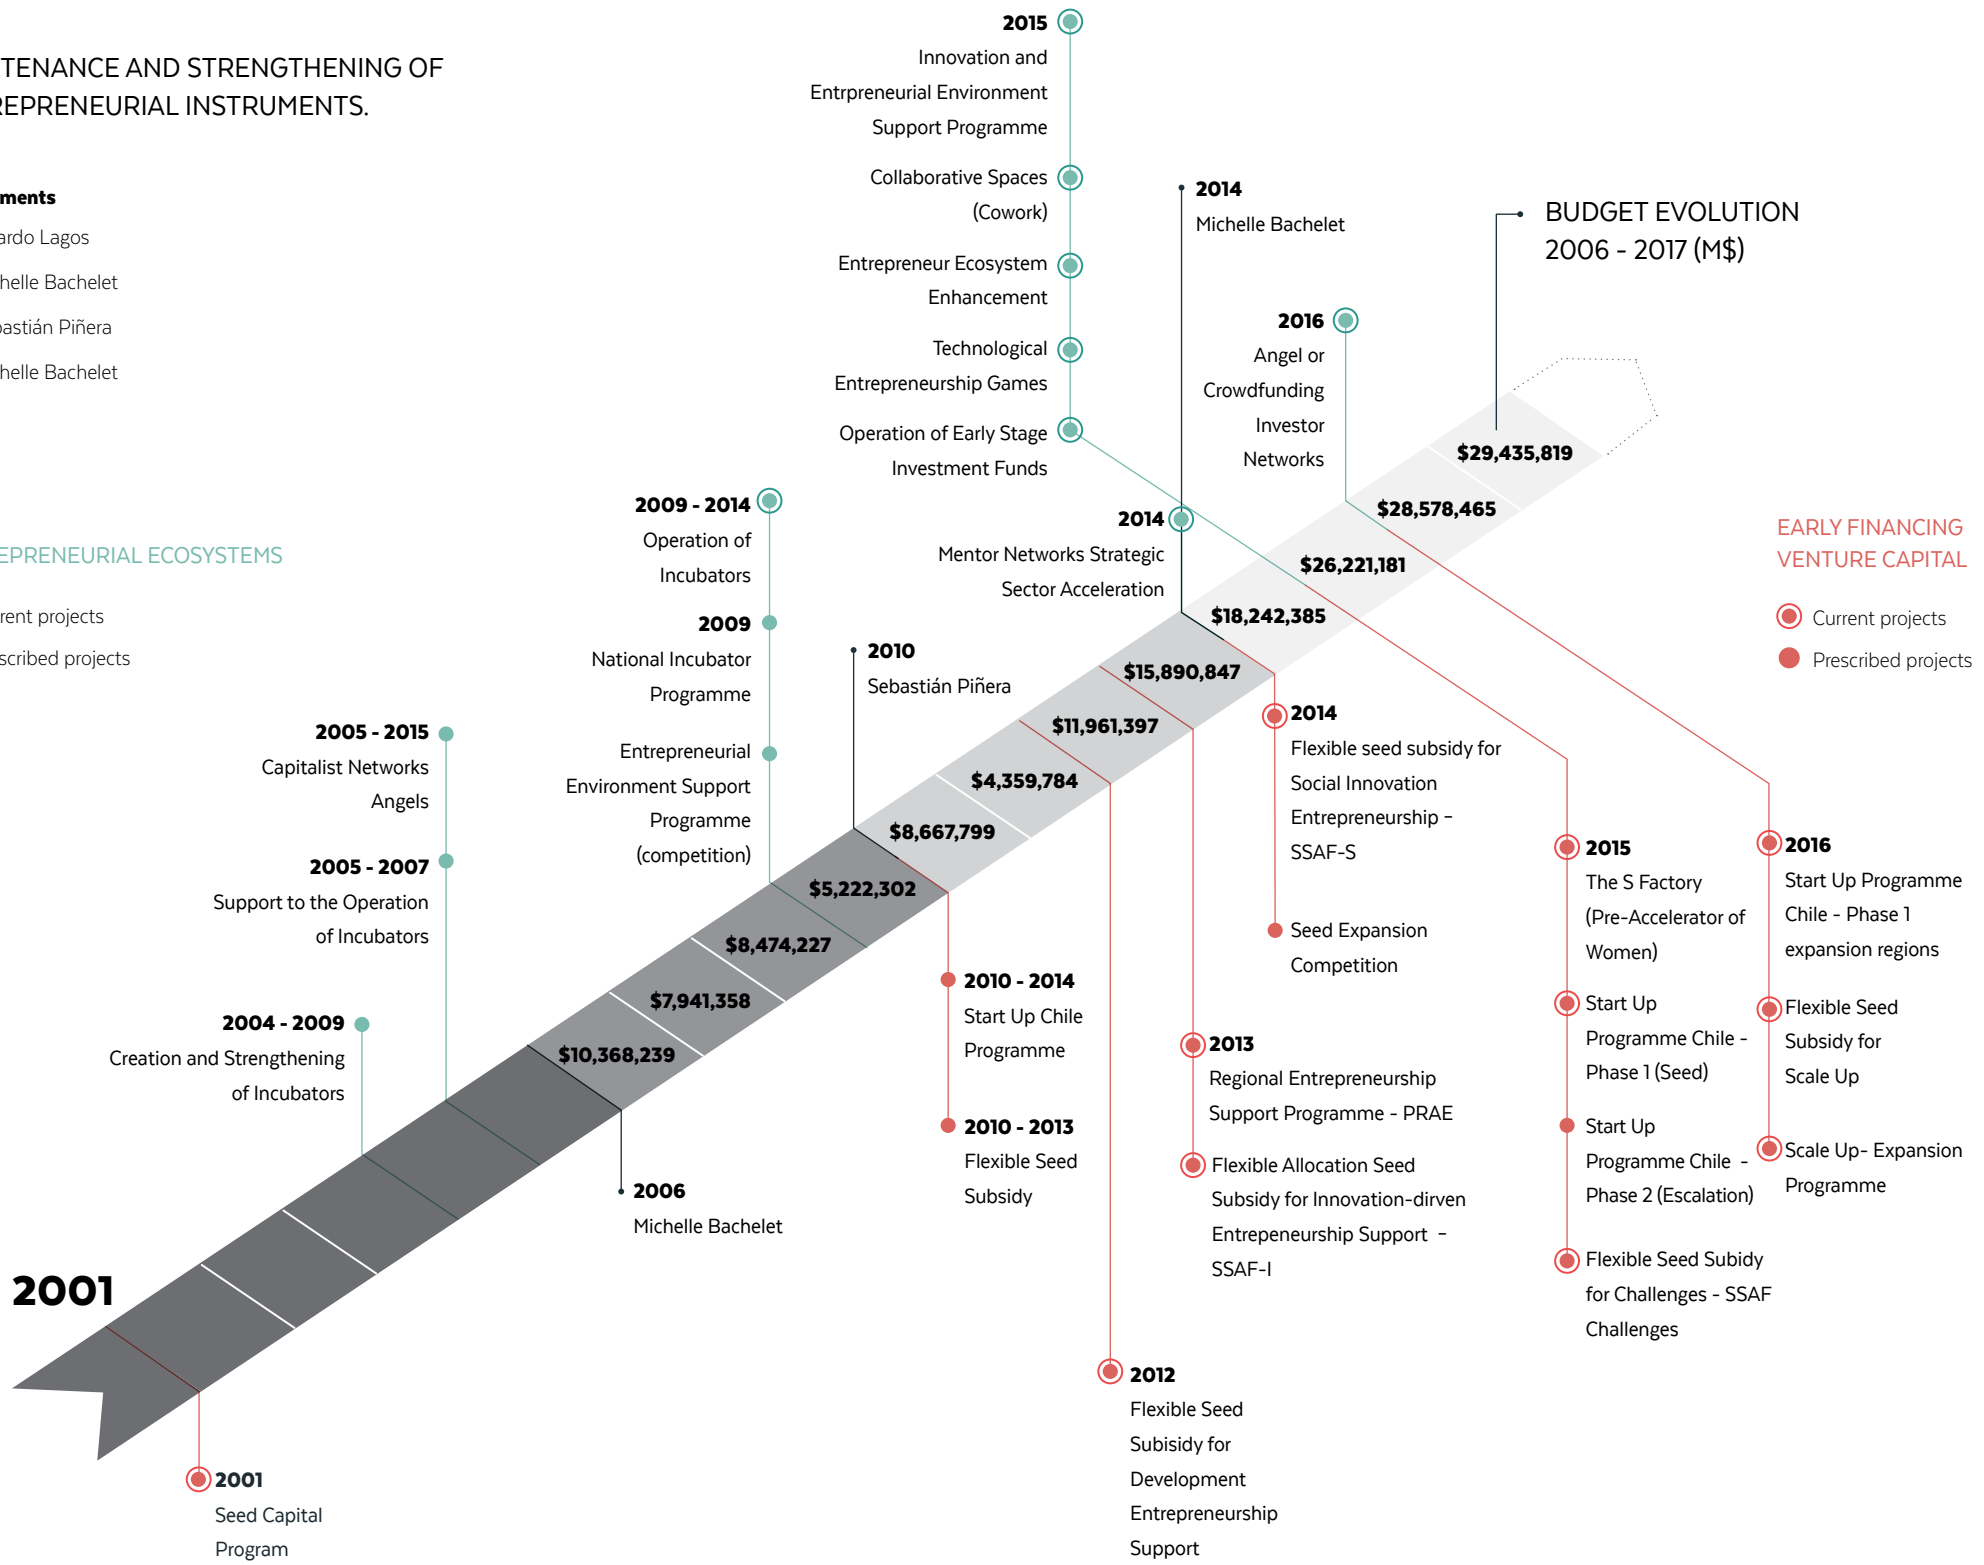 TENANCE AND STRENGTHENING OF
REPRENEURIAL INSTRUMENTS.
ments
ardo Lagos
helle Bachelet
bastián Piñera
helle Bachelet
EPRENEURIAL ECOSYSTEMS
rent projects
scribed projects
2015
Innovation and
Entrpreneurial Environment
Support Programme
Collaborative Spaces
(Cowork)
Entrepreneur Ecosystem
Enhancement
Technological
Entrepreneurship Games
Operation of Early Stage
Investment Funds
2014
Michelle Bachelet
BUDGET EVOLUTION
2006 - 2017 (M$)
2016
Angel or
Crowdfunding
Investor
Networks
2014
Mentor Networks Strategic
Sector Acceleration
2009 - 2014
Operation of
Incubators
2009
National Incubator
Programme
Entrepreneurial
Environment Support
Programme
(competition)
2010
Sebastián Piñera
2005 - 2015
Capitalist Networks
Angels
2005 - 2007
Support to the Operation
of Incubators
2004 - 2009
Creation and Strengthening
of Incubators
$29,435,819
$28,578,465
$26,221,181
$18,242,385
$15,890,847
$11,961,397
$4,359,784
$8,667,799
$5,222,302
$8,474,227
$7,941,358
$10,368,239
EARLY FINANCING
VENTURE CAPITAL
Current projects
Prescribed projects
2001
2001
Seed Capital
Program
2006
Michelle Bachelet
2010 - 2014
Start Up Chile
Programme
2010 - 2013
Flexible Seed
Subsidy
2012
Flexible Seed
Subisidy for
Development
Entrepreneurship
Support
2013
Regional Entrepreneurship
Support Programme - PRAE
Flexible Allocation Seed
Subsidy for Innovation-dirven
Entrepeneurship Support –
SSAF-I
2014
Flexible seed subsidy for
Social Innovation
Entrepreneurship –
SSAF-S
Seed Expansion
Competition
2015
The S Factory
(Pre-Accelerator of
Women)
Start Up
Programme Chile -
Phase 1 (Seed)
Start Up
Programme Chile -
Phase 2 (Escalation)
Flexible Seed Subidy
for Challenges - SSAF
Challenges
2016
Start Up Programme
Chile - Phase 1
expansion regions
Flexible Seed
Subsidy for
Scale Up
Scale Up- Expansion
Programme